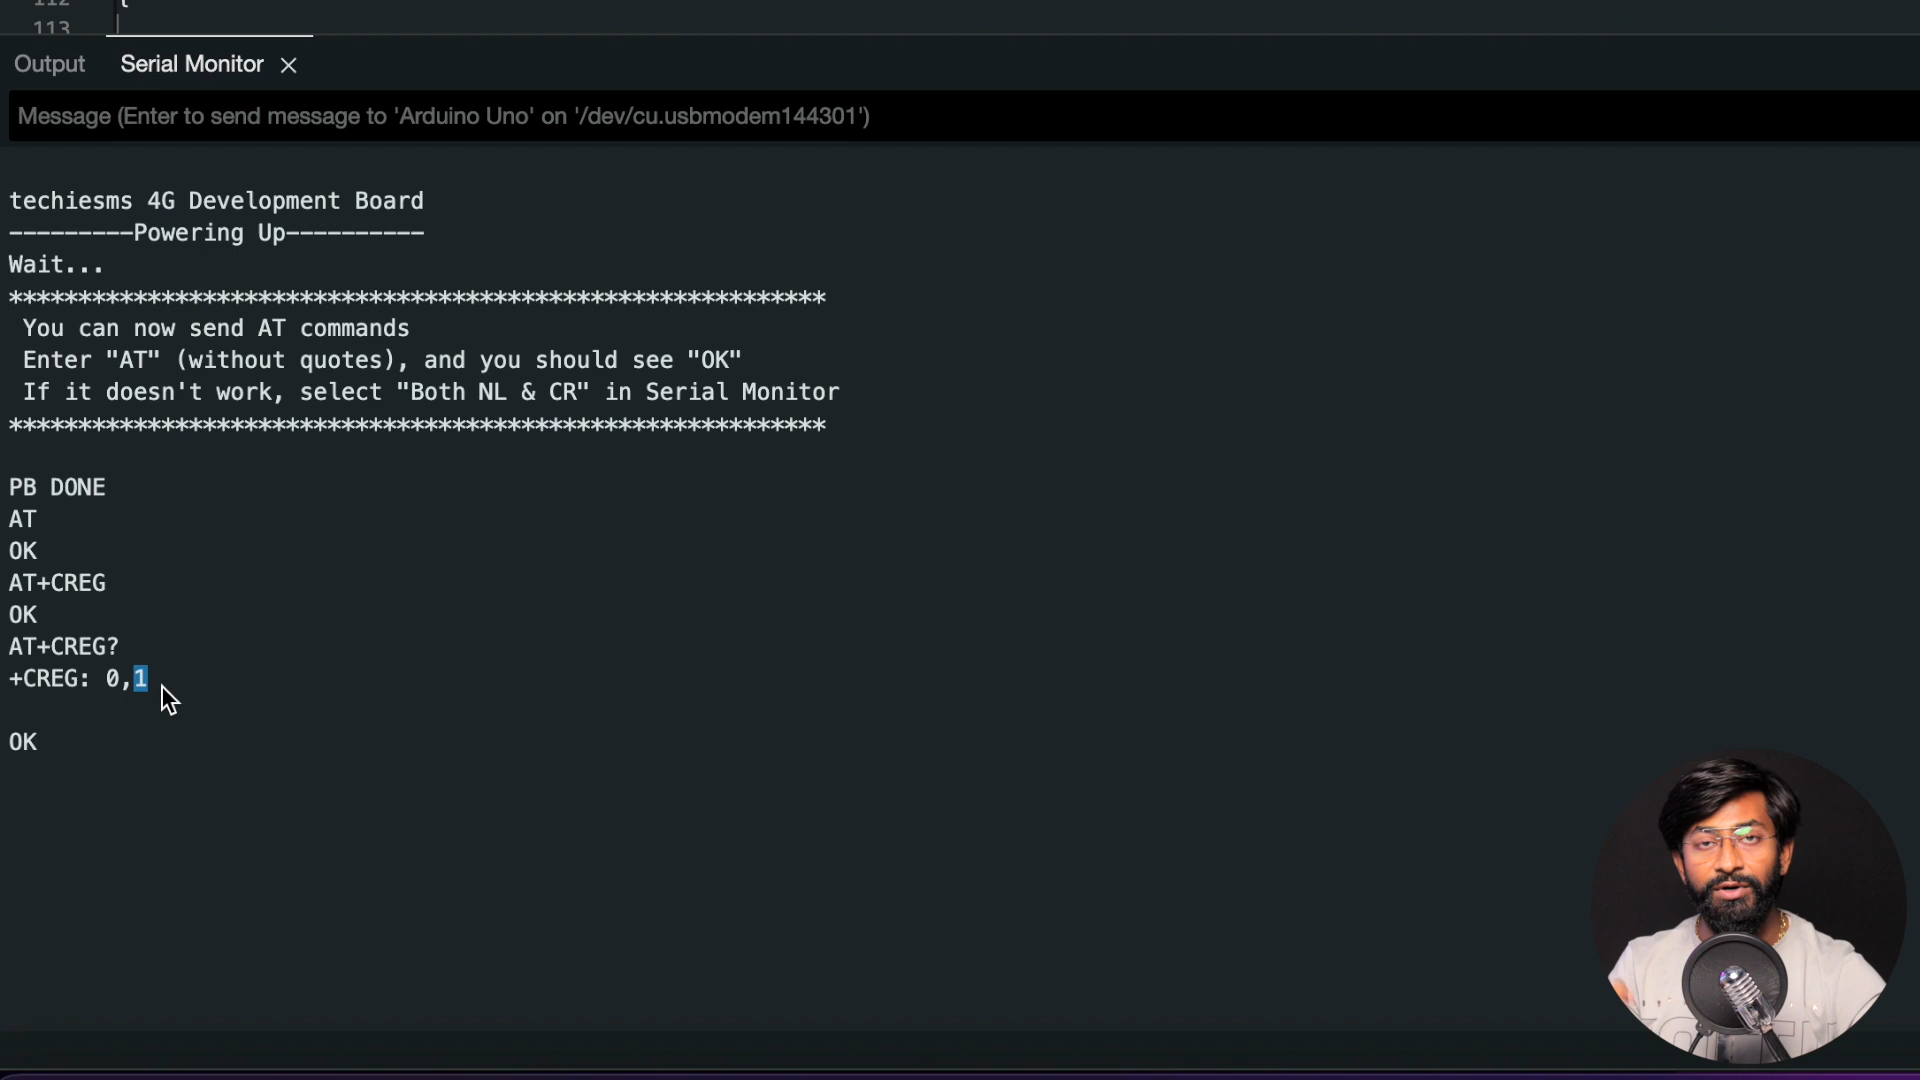 112 {
113
Output Serial Monitor
Message (Enter to send message to 'Arduino Uno' on '/dev/cu.usbmodem144301')
techiesms 4G Development Board
---------Powering Up----------
Wait...
***********************************************************
You can now send AT commands
Enter "AT" (without quotes), and you should see "OK"
If it doesn't work, select "Both NL & CR" in Serial Monitor
***********************************************************
PB DONE
AT
OK
AT+CREG
OK
AT+CREG?
+CREG: 0,1
OK